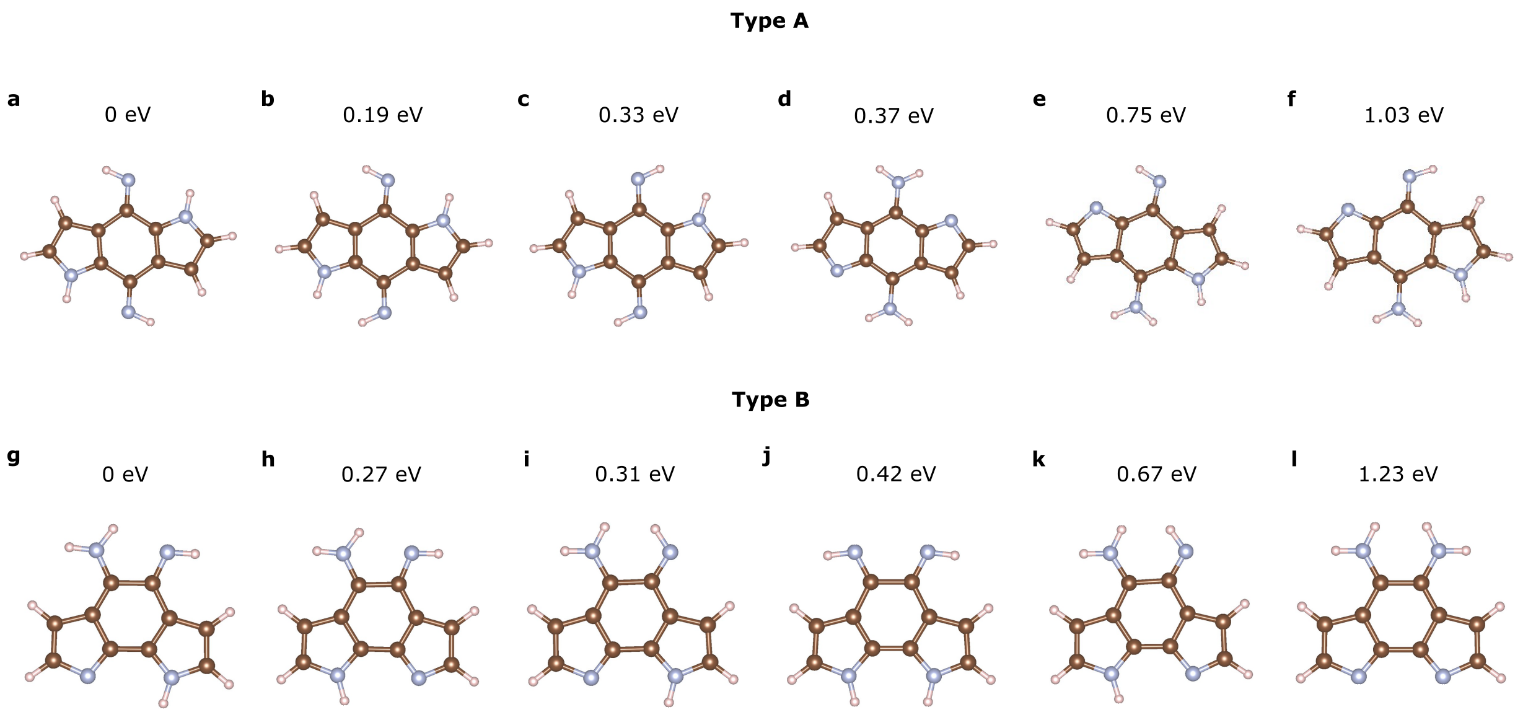 Type A
a b c d e f
0 eV 0.19 eV 0.33 eV 0.37 eV 0.75 eV 1.03 eV
Type B
g h i j k l
0 eV 0.27 eV 0.31 eV 0.42 eV 0.67 eV 1.23 eV